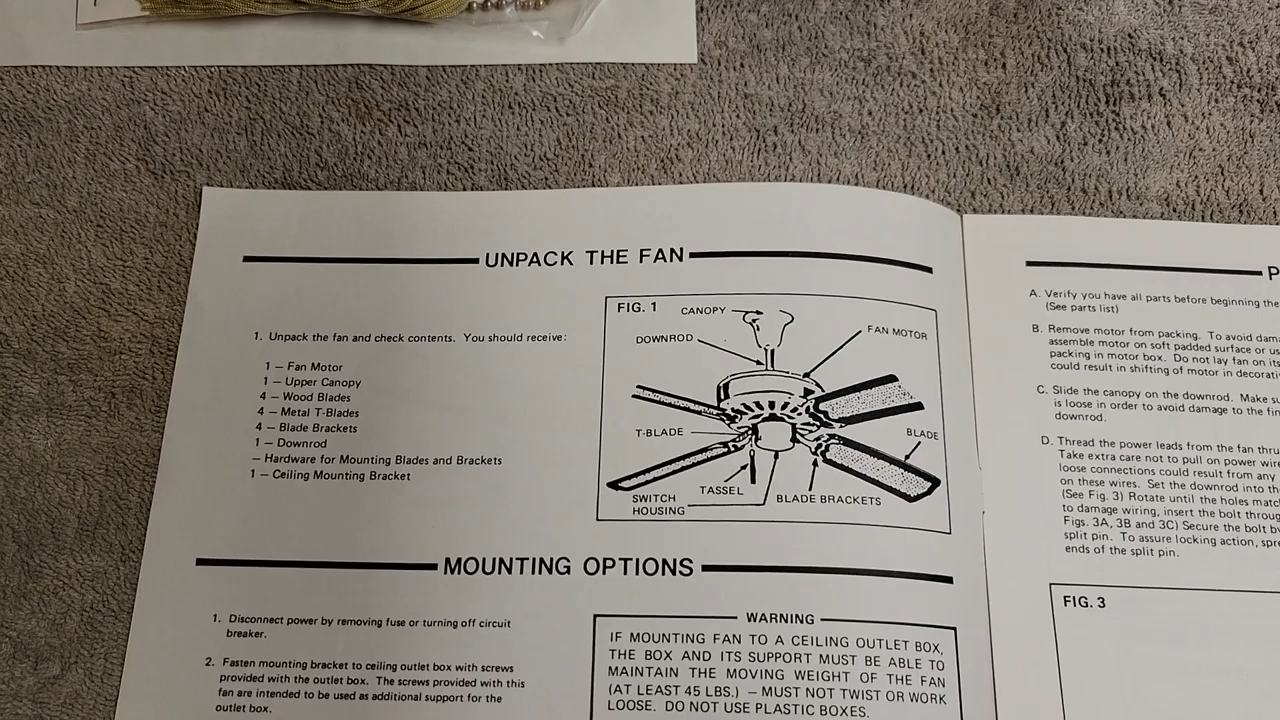 UNPACK THE FAN
1. Unpack the fan and check contents. You should receive:
1 — Fan Motor
1 — Upper Canopy
4 — Wood Blades
4 — Metal T-Blades
4 — Blade Brackets
1 — Downrod
— Hardware for Mounting Blades and Brackets
1 — Ceiling Mounting Bracket
FIG. 1
CANOPY
DOWNROD
FAN MOTOR
T-BLADE
BLADE
TASSEL
SWITCH
HOUSING
BLADE BRACKETS
MOUNTING OPTIONS
1. Disconnect power by removing fuse or turning off circuit
breaker.
2. Fasten mounting bracket to ceiling outlet box with screws
provided with the outlet box. The screws provided with this
fan are intended to be used as additional support for the
outlet box.
WARNING
IF MOUNTING FAN TO A CEILING OUTLET BOX,
THE BOX AND ITS SUPPORT MUST BE ABLE TO
MAINTAIN THE MOVING WEIGHT OF THE FAN
(AT LEAST 45 LBS.) — MUST NOT TWIST OR WORK
LOOSE. DO NOT USE PLASTIC BOXES.
P
A. Verify you have all parts before beginning the
(See parts list)
B. Remove motor from packing. To avoid dama
assemble motor on soft padded surface or us
packing in motor box. Do not lay fan on its
could result in shifting of motor in decorati
C. Slide the canopy on the downrod. Make su
is loose in order to avoid damage to the fin
downrod.
D. Thread the power leads from the fan thru
Take extra care not to pull on power wire
loose connections could result from any
on these wires. Set the downrod into th
(See Fig. 3) Rotate until the holes matc
to damage wiring, insert the bolt throug
Figs. 3A, 3B and 3C) Secure the bolt by
split pin. To assure locking action, spre
ends of the split pin.
FIG. 3